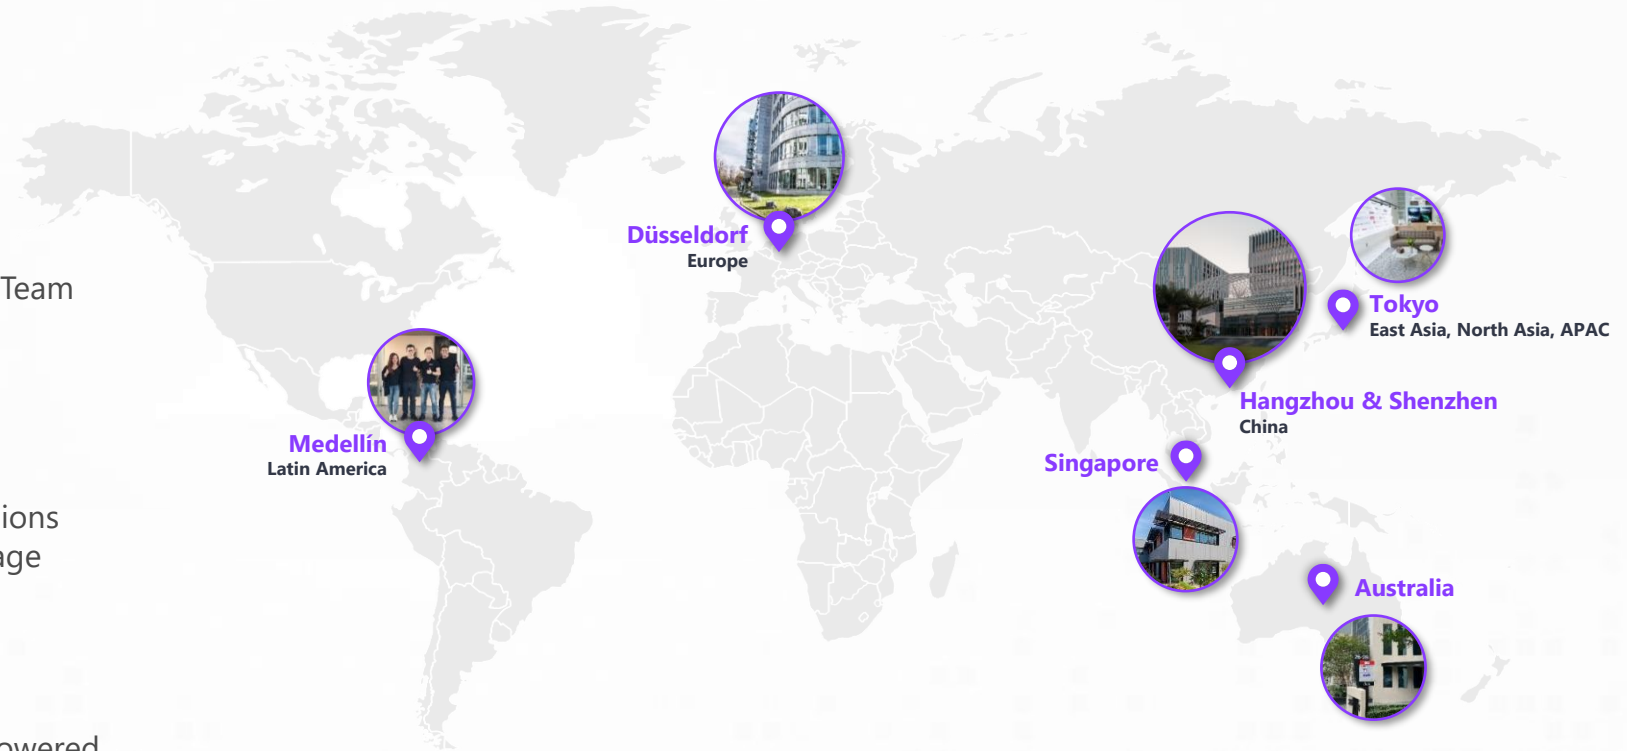 Team
ions
age
owered
Düsseldorf
Europe
Medellín
Latin America
Tokyo
East Asia, North Asia, APAC
Hangzhou & Shenzhen
China
Singapore
Australia